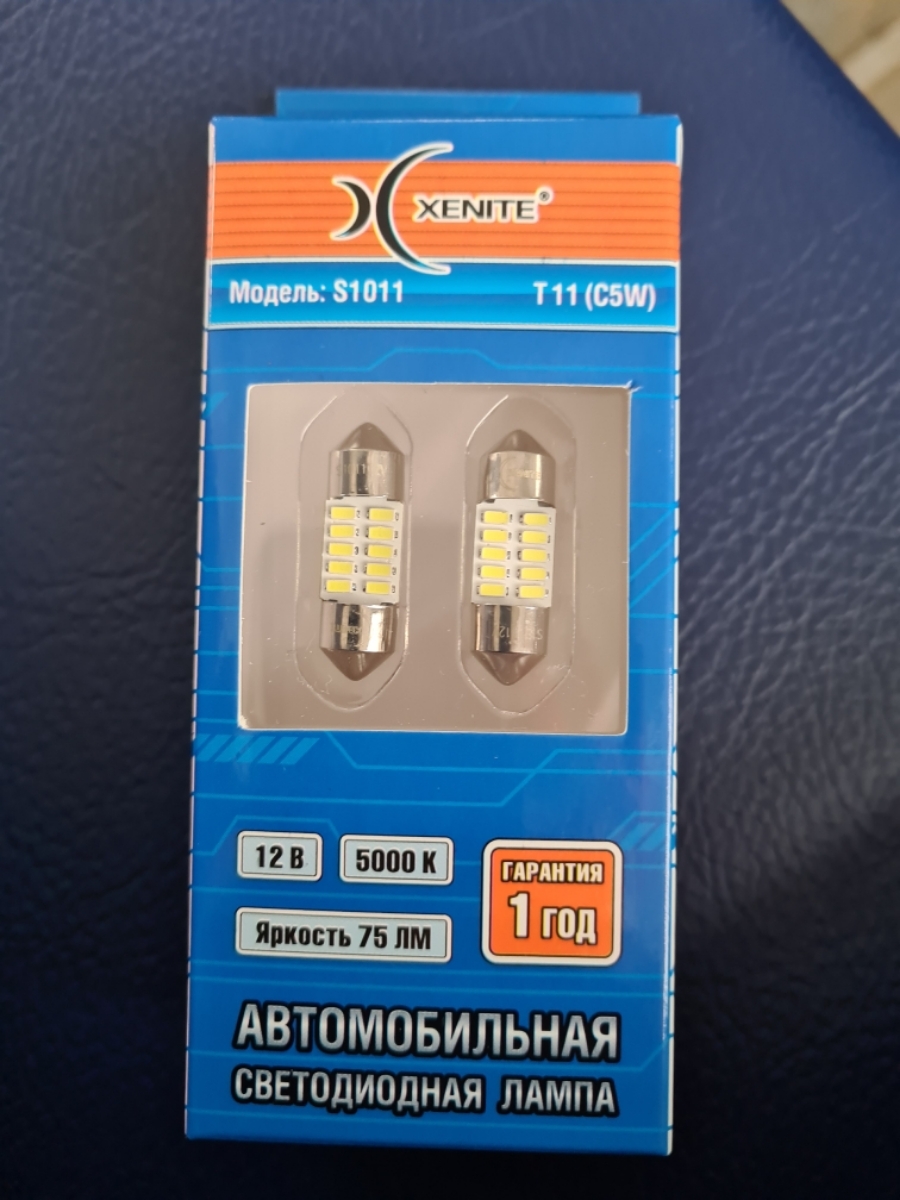 XENITE®
Модель: S1011 T11 (C5W)
12 В 5000 К
ГАРАНТИЯ
1 год
Яркость 75 ЛМ
АВТОМОБИЛЬНАЯ
СВЕТОДИОДНАЯ ЛАМПА